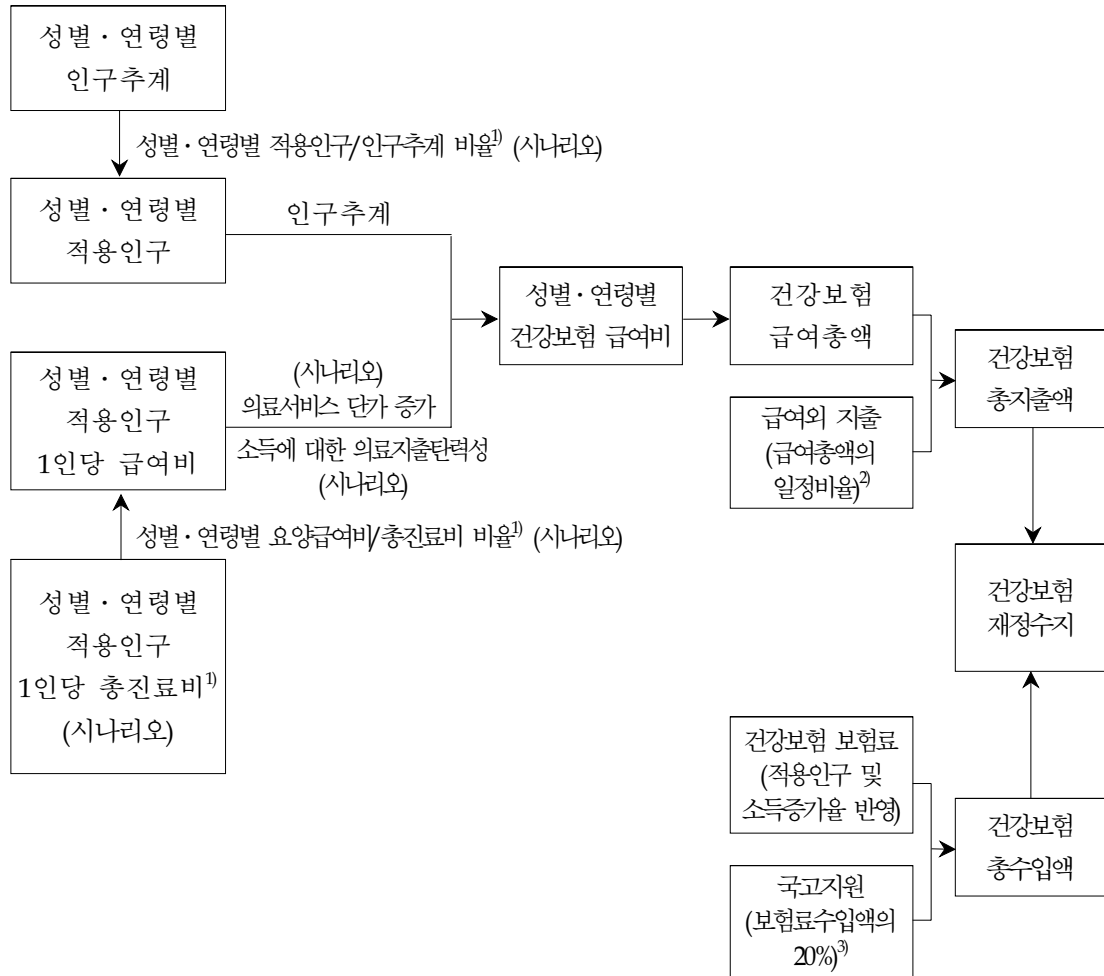 성별·연령별
인구추계
성별·연령별 적용인구/인구추계 비율1) (시나리오)
성별·연령별
적용인구
인구추계
성별·연령별
적용인구
1인당 급여비
(시나리오)
의료서비스 단가 증가
소득에 대한 의료지출탄력성
(시나리오)
성별·연령별 요양급여비/총진료비 비율1) (시나리오)
성별·연령별
적용인구
1인당 총진료비1)
(시나리오)
성별·연령별
건강보험 급여비
건강보험
급여총액
급여외 지출
(급여총액의
일정비율)2)
건강보험
총지출액
건강보험
재정수지
건강보험 보험료
(적용인구 및
소득증가율 반영)
국고지원
(보험료수입액의
20%)3)
건강보험
총수입액